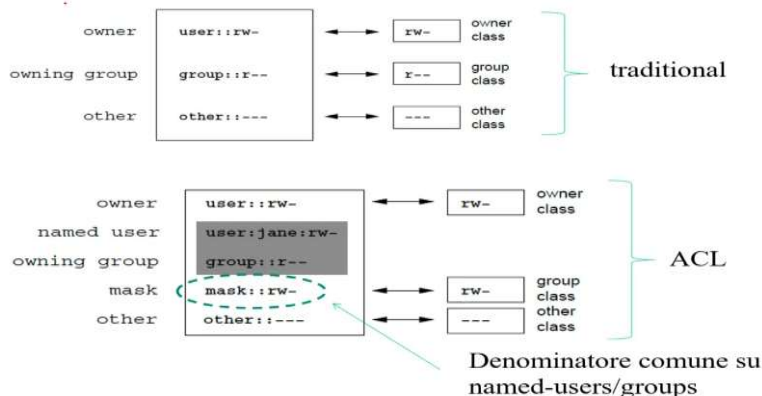 owner user::rw- rw- owner class
owning group group::r-- r-- group class
other other::--- --- other class
traditional
owner user::rw- rw- owner class
named user user:jane:rw-
owning group group::r--
mask mask::rw- rw- group class
other other::--- --- other class
ACL
Denominatore comune su
named-users/groups